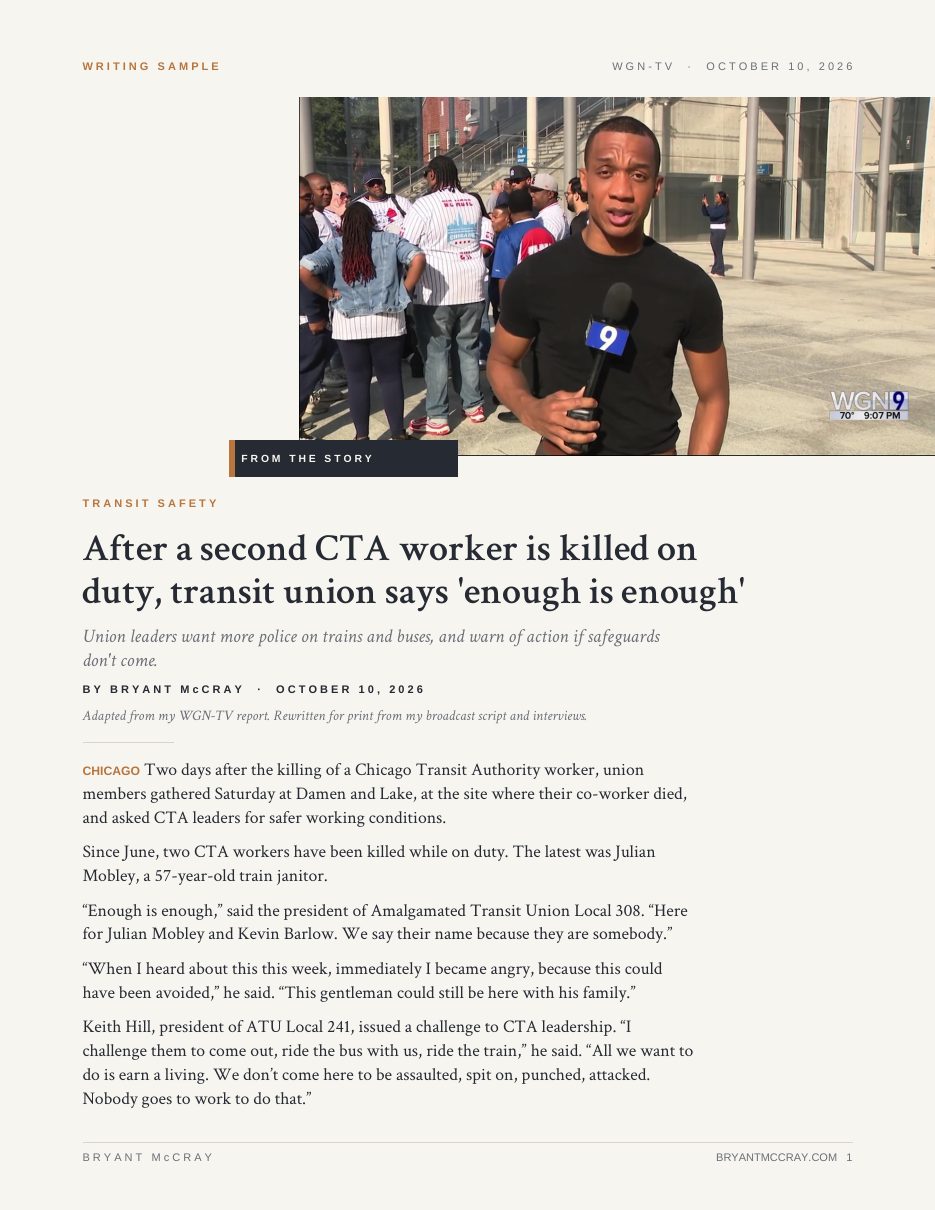 WRITING SAMPLE
WGN-TV · OCTOBER 10, 2026
CHICAGO
9
WGN9
70° 9:07 PM
FROM THE STORY
TRANSIT SAFETY
After a second CTA worker is killed on
duty, transit union says 'enough is enough'
Union leaders want more police on trains and buses, and warn of action if safeguards
don't come.
BY BRYANT McCRAY · OCTOBER 10, 2026
Adapted from my WGN-TV report. Rewritten for print from my broadcast script and interviews.
CHICAGO Two days after the killing of a Chicago Transit Authority worker, union
members gathered Saturday at Damen and Lake, at the site where their co-worker died,
and asked CTA leaders for safer working conditions.
Since June, two CTA workers have been killed while on duty. The latest was Julian
Mobley, a 57-year-old train janitor.
“Enough is enough,” said the president of Amalgamated Transit Union Local 308. “Here
for Julian Mobley and Kevin Barlow. We say their name because they are somebody.”
“When I heard about this this week, immediately I became angry, because this could
have been avoided,” he said. “This gentleman could still be here with his family.”
Keith Hill, president of ATU Local 241, issued a challenge to CTA leadership. “I
challenge them to come out, ride the bus with us, ride the train,” he said. “All we want to
do is earn a living. We don’t come here to be assaulted, spit on, punched, attacked.
Nobody goes to work to do that.”
BRYANT McCRAY
BRYANTMCCRAY.COM 1